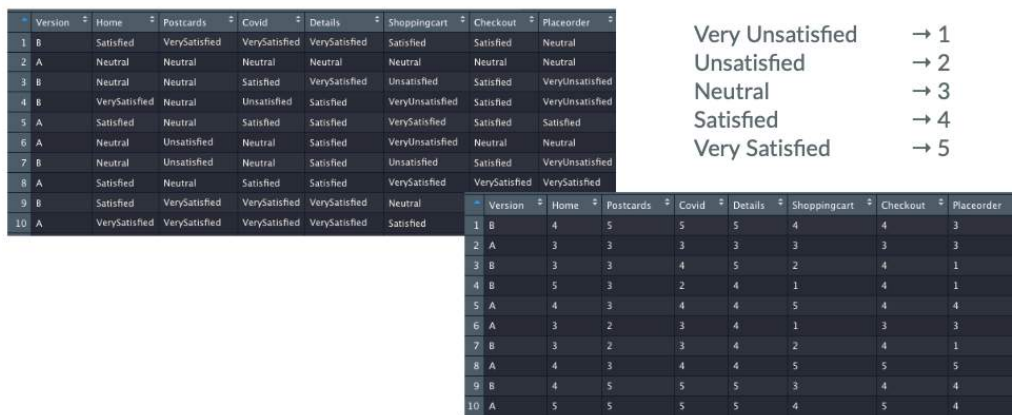 Version Home Postcards Covid Details Shoppingcart Checkout Placeorder
1 B Satisfied VerySatisfied VerySatisfied VerySatisfied Satisfied Satisfied Neutral
2 A Neutral Neutral Neutral Neutral Neutral Neutral Neutral
3 B Neutral Neutral Satisfied VerySatisfied Unsatisfied Satisfied VeryUnsatisfied
4 B VerySatisfied Neutral Unsatisfied Satisfied VeryUnsatisfied Satisfied VeryUnsatisfied
5 A Satisfied Neutral Satisfied Satisfied VerySatisfied Satisfied Satisfied
6 A Neutral Unsatisfied Neutral Satisfied VeryUnsatisfied Neutral Neutral
7 B Neutral Unsatisfied Neutral Satisfied Unsatisfied Satisfied VeryUnsatisfied
8 A Satisfied Neutral Satisfied Satisfied VerySatisfied VerySatisfied VerySatisfied
9 B Satisfied VerySatisfied VerySatisfied VerySatisfied Neutral
10 A VerySatisfied VerySatisfied VerySatisfied VerySatisfied Satisfied
Very Unsatisfied → 1
Unsatisfied → 2
Neutral → 3
Satisfied → 4
Very Satisfied → 5
Version Home Postcards Covid Details Shoppingcart Checkout Placeorder
1 B 4 5 5 5 4 4 3
2 A 3 3 3 3 3 3 3
3 B 3 3 4 5 2 4 1
4 B 5 3 2 4 1 4 1
5 A 4 3 4 4 5 4 4
6 A 3 2 3 4 1 3 3
7 B 3 2 3 4 2 4 1
8 A 4 3 4 4 5 5 5
9 B 4 5 5 5 3 4 4
10 A 5 5 5 5 4 5 4